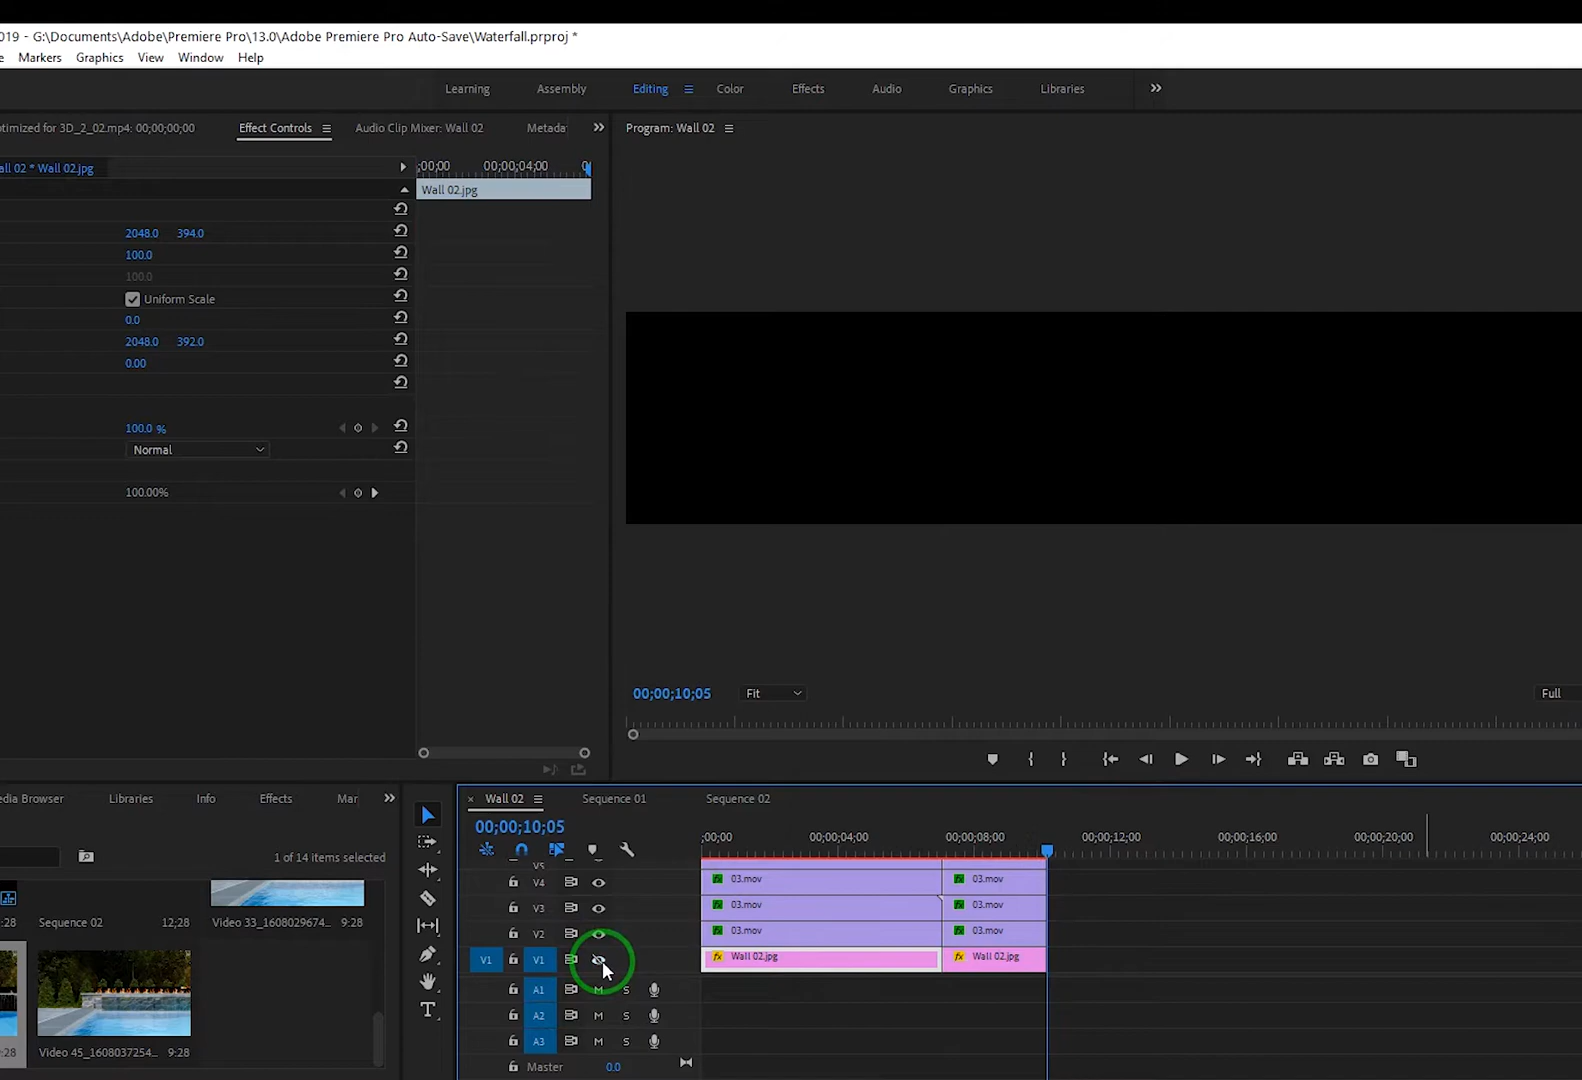 019 - G:\Documents\Adobe\Premiere Pro\13.0\Adobe Premiere Pro Auto-Save\Waterfall.prproj *
e Markers Graphics View Window Help
Learning Assembly Editing Color Effects Audio Graphics Libraries
timized for 3D_2_02.mp4: 00;00;00;00 Effect Controls Audio Clip Mixer: Wall 02 Metada
Program: Wall 02
all 02 * Wall 02.jpg
;00;00 00;00;04;00 0
Wall 02.jpg
2048.0 394.0
100.0
100.0
Uniform Scale
0.0
2048.0 392.0
0.00
100.0 %
Normal
100.00%
00;00;10;05 Fit Full
edia Browser Libraries Info Effects Mar
1 of 14 items selected
:28 Sequence 02 12;28 Video 33_1608029674... 9:28
9:28 Video 45_1608037254... 9:28
× Wall 02 Sequence 01 Sequence 02
00;00;10;05
;00;00 00;00;04;00 00;00;08;00 00;00;12;00 00;00;16;00 00;00;20;00 00;00;24;00
V5
V4 03.mov 03.mov
V3 03.mov 03.mov
V2 03.mov 03.mov
V1 V1 fx Wall 02.jpg fx Wall 02.jpg
A1 M S
A2 M S
A3 M S
Master 0.0